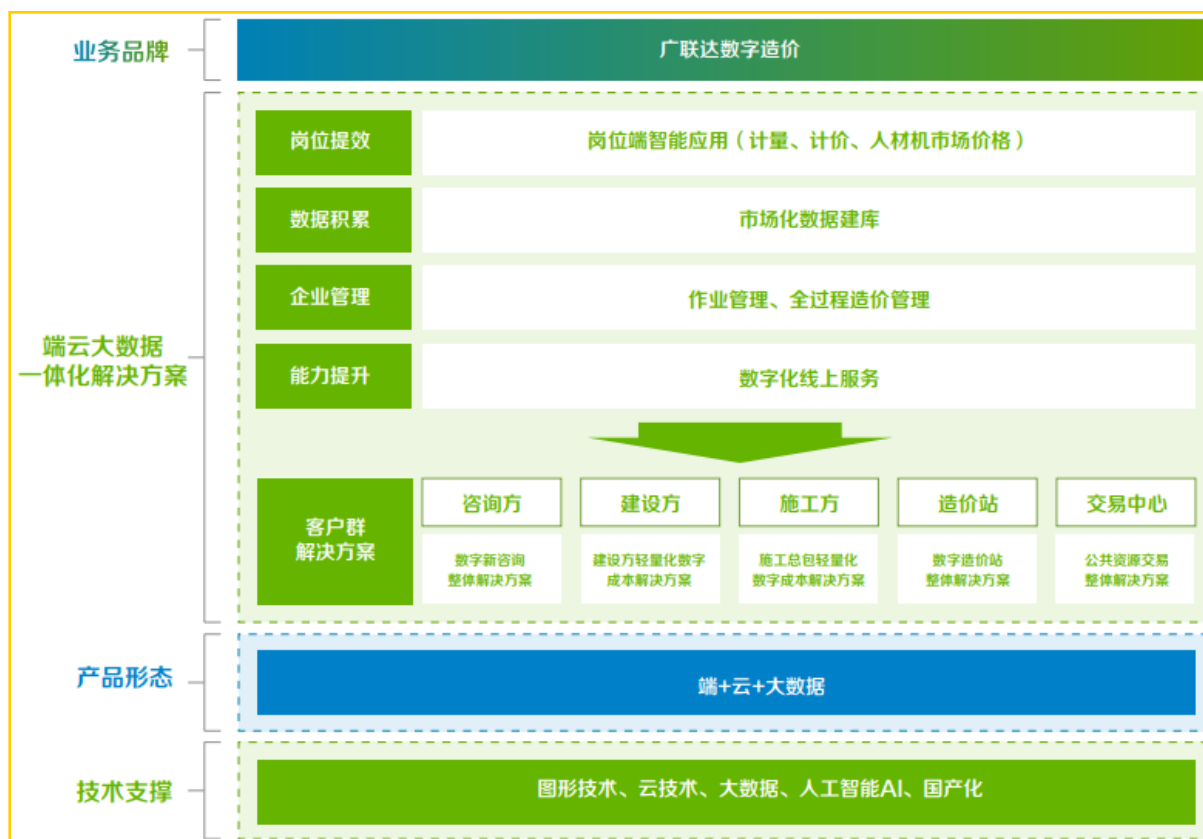 业务品牌
广联达数字造价
端云大数据
一体化解决方案
岗位提效
岗位端智能应用（计量、计价、人材机市场价格）
数据积累
市场化数据建库
企业管理
作业管理、全过程造价管理
能力提升
数字化线上服务
客户群
解决方案
咨询方
数字新咨询
整体解决方案
建设方
建设方轻量化数字
成本解决方案
施工方
施工总包轻量化
数字成本解决方案
造价站
数字造价站
整体解决方案
交易中心
公共资源交易
整体解决方案
产品形态
端+云+大数据
技术支撑
图形技术、云技术、大数据、人工智能AI、国产化